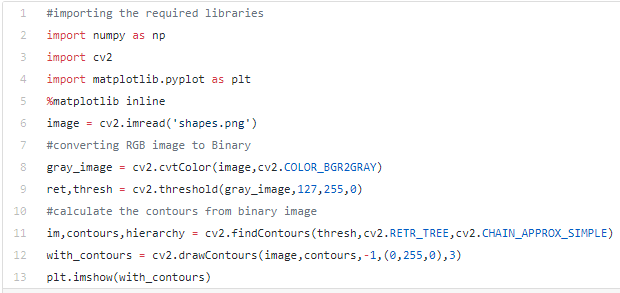 1 #importing the required libraries
2 import numpy as np
3 import cv2
4 import matplotlib.pyplot as plt
5 %matplotlib inline
6 image = cv2.imread('shapes.png')
7 #converting RGB image to Binary
8 gray_image = cv2.cvtColor(image,cv2.COLOR_BGR2GRAY)
9 ret,thresh = cv2.threshold(gray_image,127,255,0)
10 #calculate the contours from binary image
11 im,contours,hierarchy = cv2.findContours(thresh,cv2.RETR_TREE,cv2.CHAIN_APPROX_SIMPLE)
12 with_contours = cv2.drawContours(image,contours,-1,(0,255,0),3)
13 plt.imshow(with_contours)